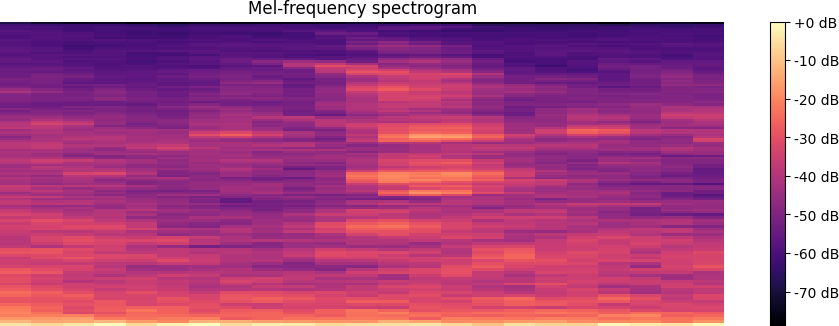 Mel-frequency spectrogram
+0 dB
-10 dB
-20 dB
-30 dB
-40 dB
-50 dB
-60 dB
-70 dB